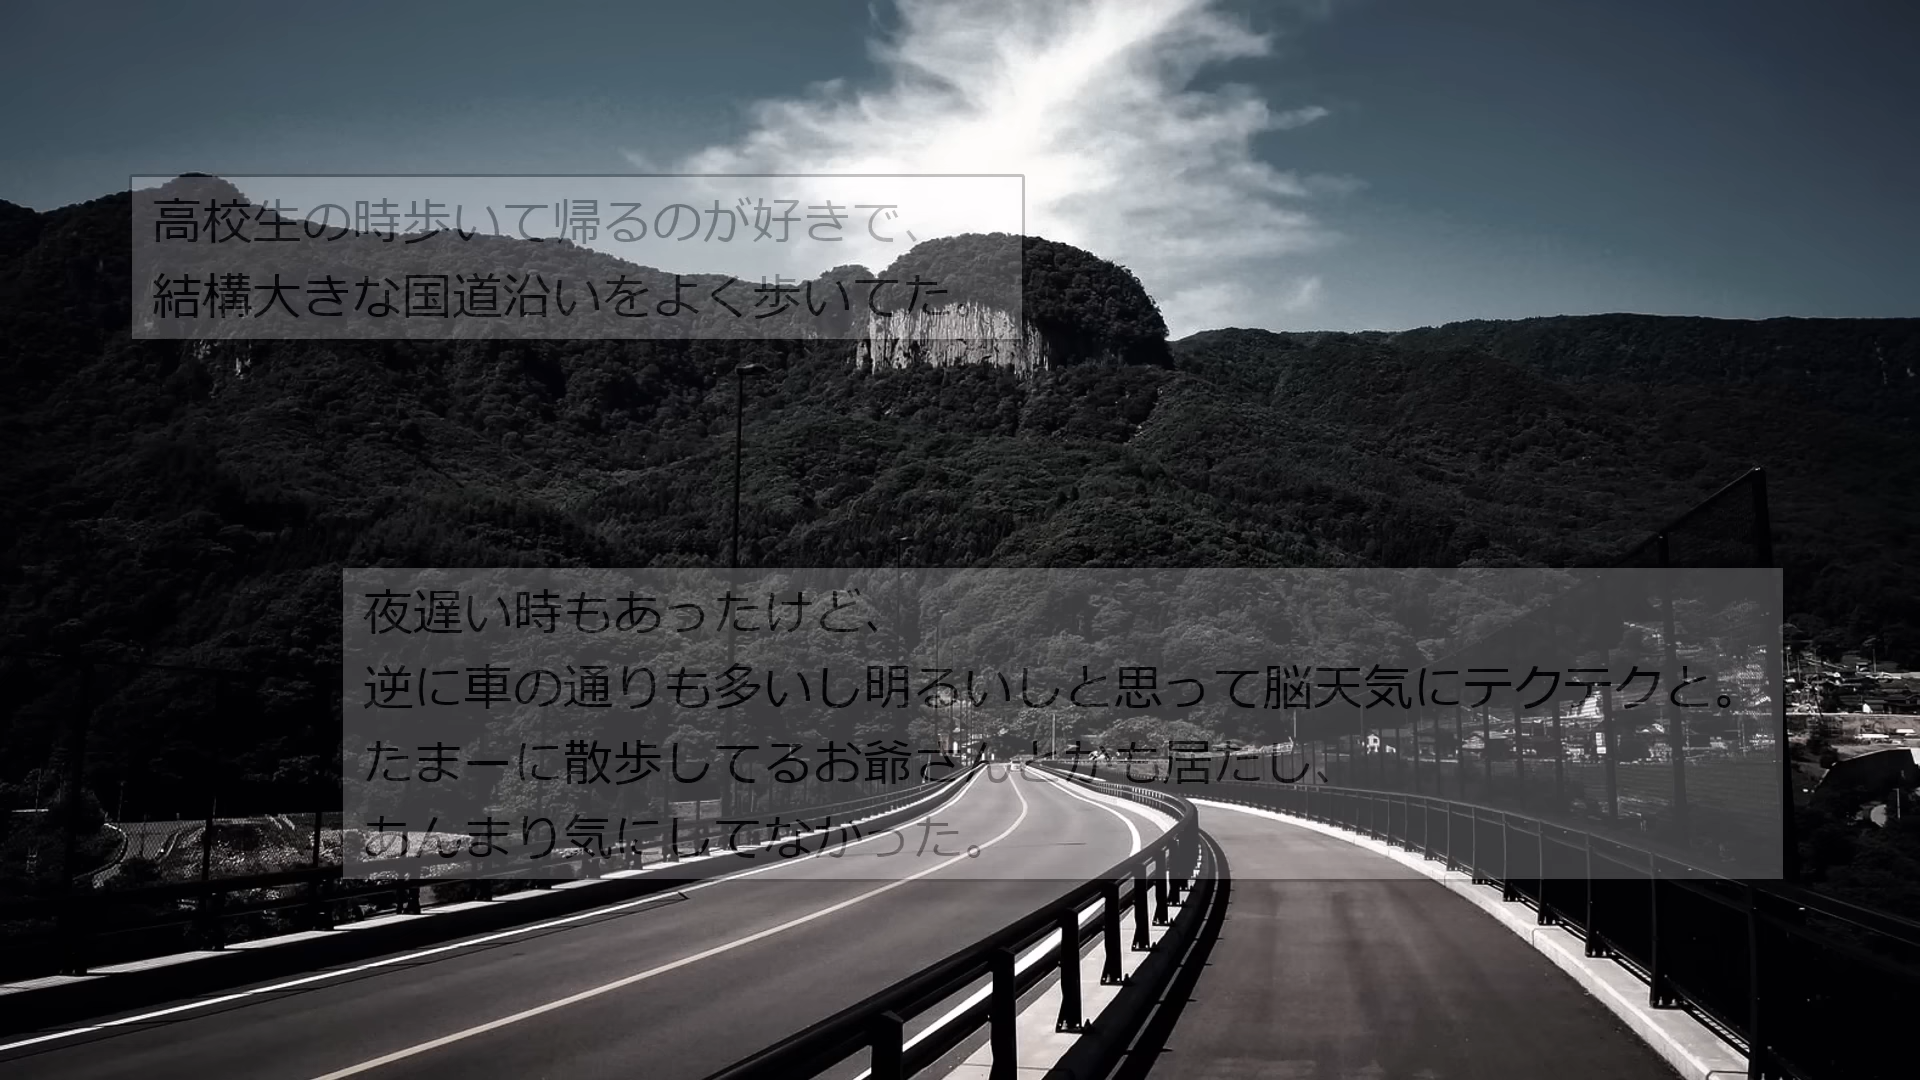 高校生の時歩いて帰るのが好きで、
結構大きな国道沿いをよく歩いてた。
夜遅い時もあったけど、
逆に車の通りも多いし明るいしと思って脳天気にテクテクと。
たまーに散歩してるお爺さんとかも居たし、
あんまり気にしてなかった。